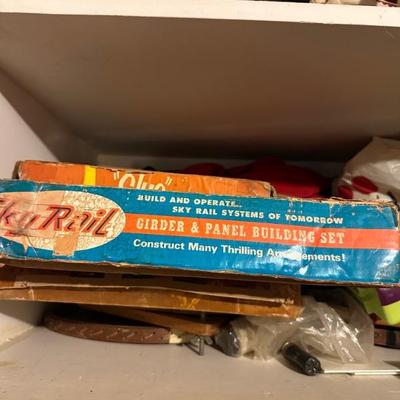 "Clue"
Sky Rail
BUILD AND OPERATE..
SKY RAIL SYSTEMS OF TOMORROW
GIRDER & PANEL BUILDING SET
Construct Many Thrilling Arrangements!